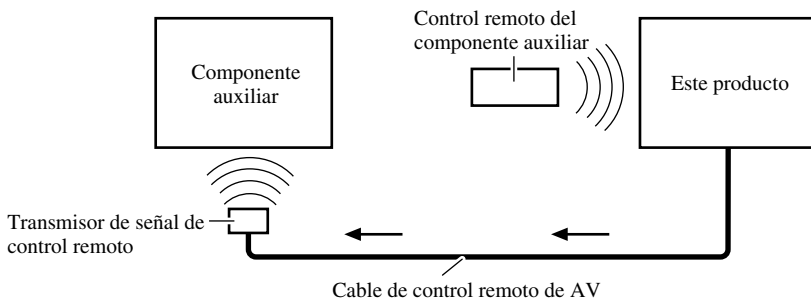 Control remoto del
componente auxiliar
Componente
auxiliar
Este producto
Transmisor de señal de
control remoto
Cable de control remoto de AV